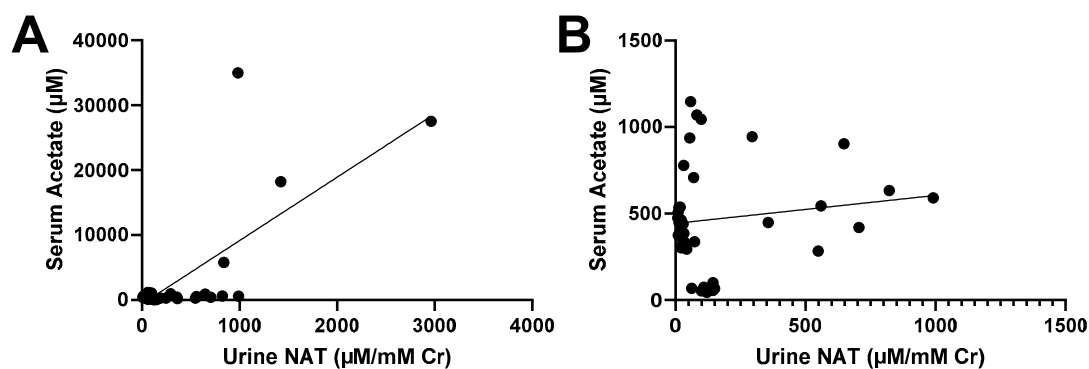 A
Serum Acetate (µM)
40000
30000
20000
10000
0
0 1000 2000 3000 4000
Urine NAT (µM/mM Cr)
B
Serum Acetate (µM)
1500
1000
500
0
0 500 1000 1500
Urine NAT (µM/mM Cr)